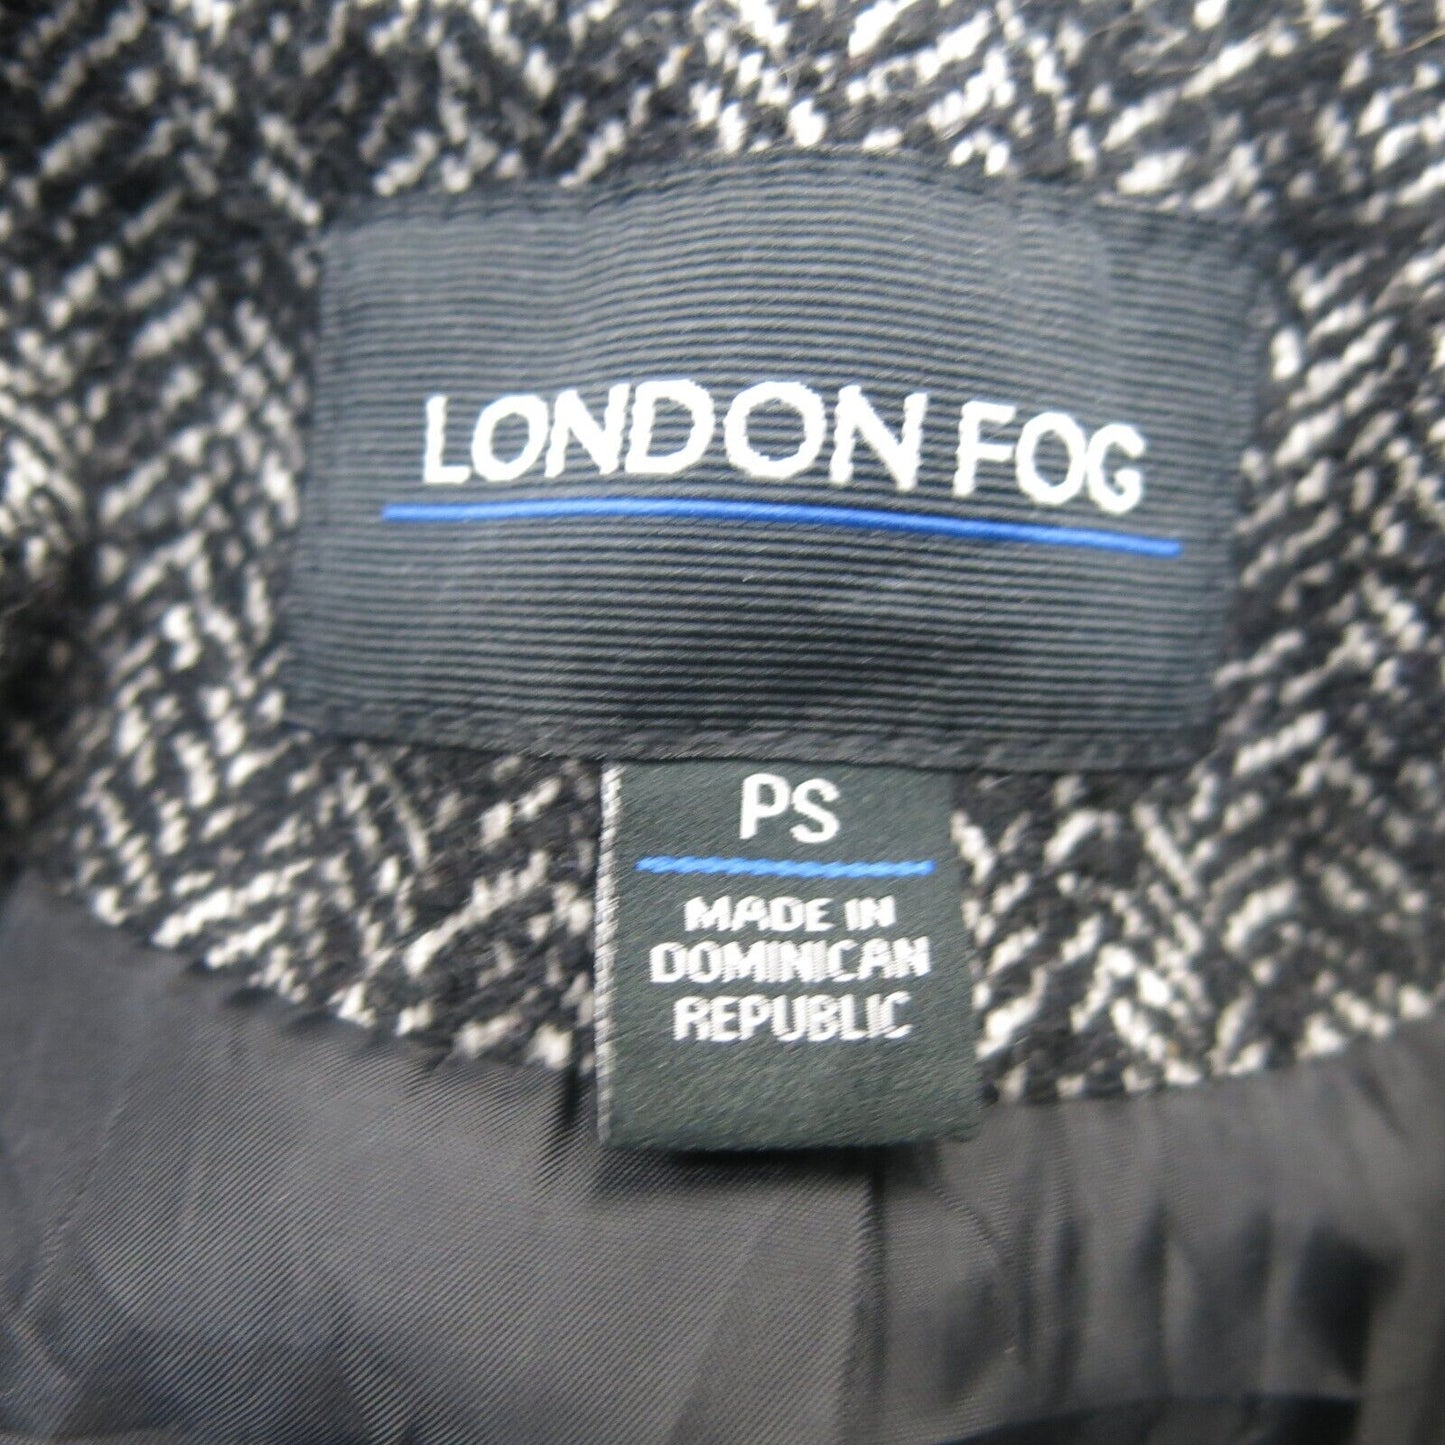 LONDON FOG
PS
MADE IN
DOMINICAN
REPUBLIC